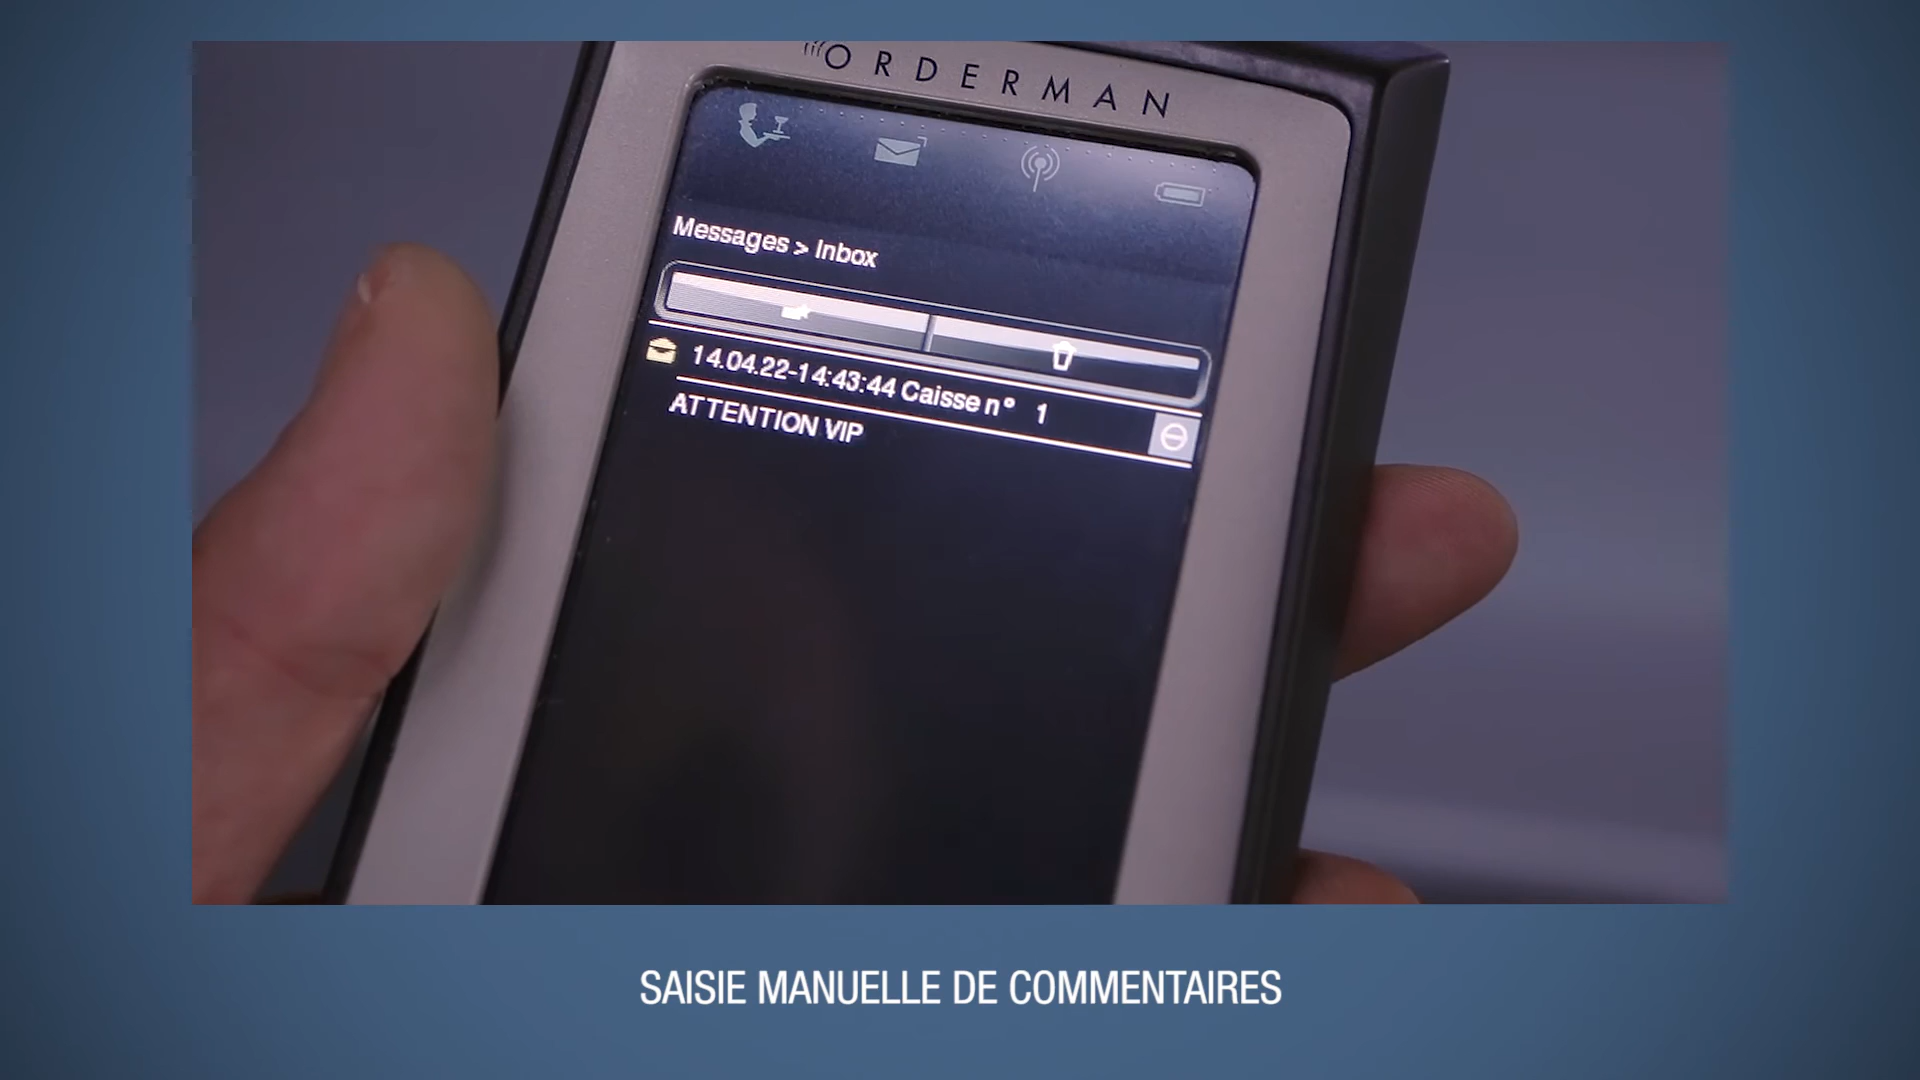 ORDERMAN
Messages > Inbox
14.04.22-14:43:44 Caisse n° 1
ATTENTION VIP
SAISIE MANUELLE DE COMMENTAIRES